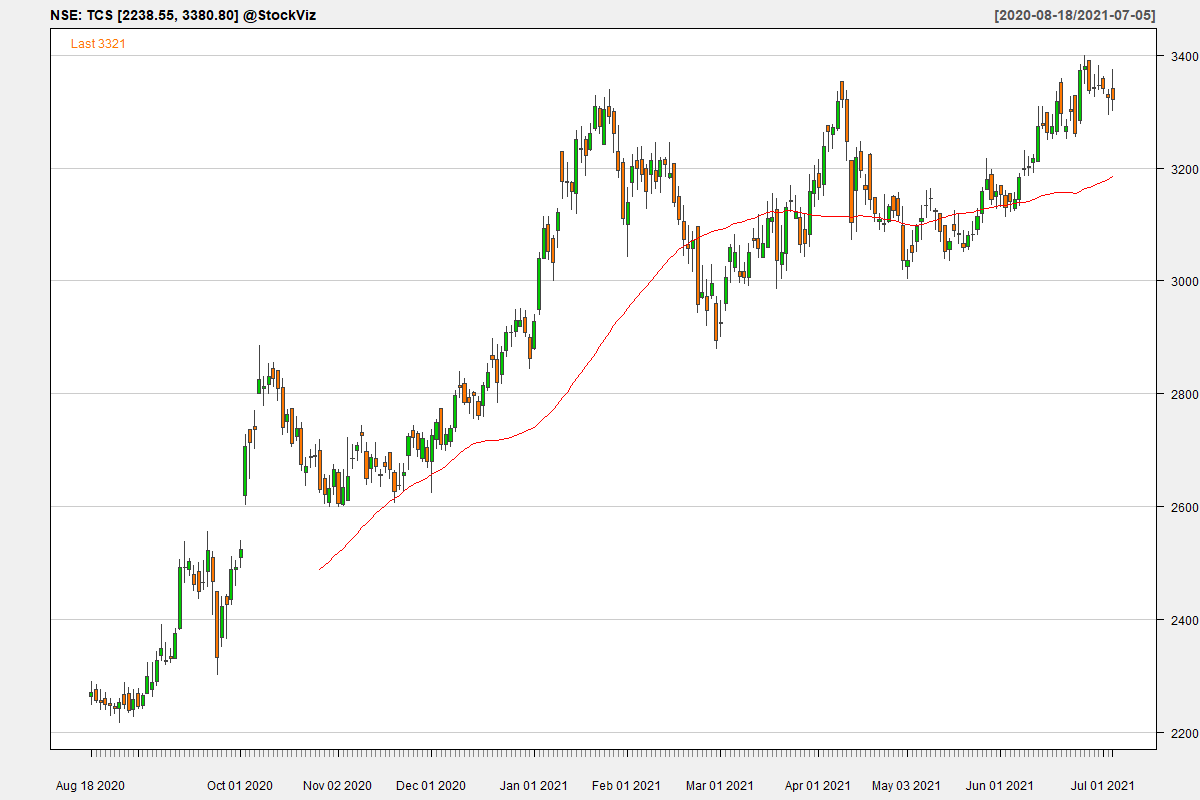 NSE: TCS [2238.55, 3380.80] @StockViz [2020-08-18/2021-07-05]
Last 3321
3400
3200
3000
2800
2600
2400
2200
Aug 18 2020 Oct 01 2020 Nov 02 2020 Dec 01 2020 Jan 01 2021 Feb 01 2021 Mar 01 2021 Apr 01 2021 May 03 2021 Jun 01 2021 Jul 01 2021